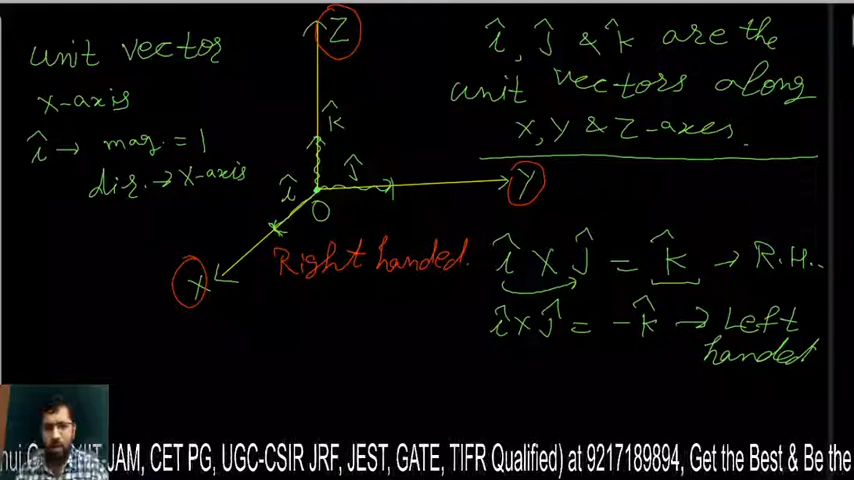 unit vector
x-axis
î → mag. = 1
dir. → x-axis
Z
k̂
ĵ
î
Y
O
X
Right handed.
î, ĵ & k̂ are the
unit vectors along
x, y & z-axes.
î x ĵ = k̂ → R.H..
î x ĵ = -k̂ → Left
handed
JAM, CET PG, UGC-CSIR JRF, JEST, GATE, TIFR Qualified) at 9217189894, Get the Best & Be the